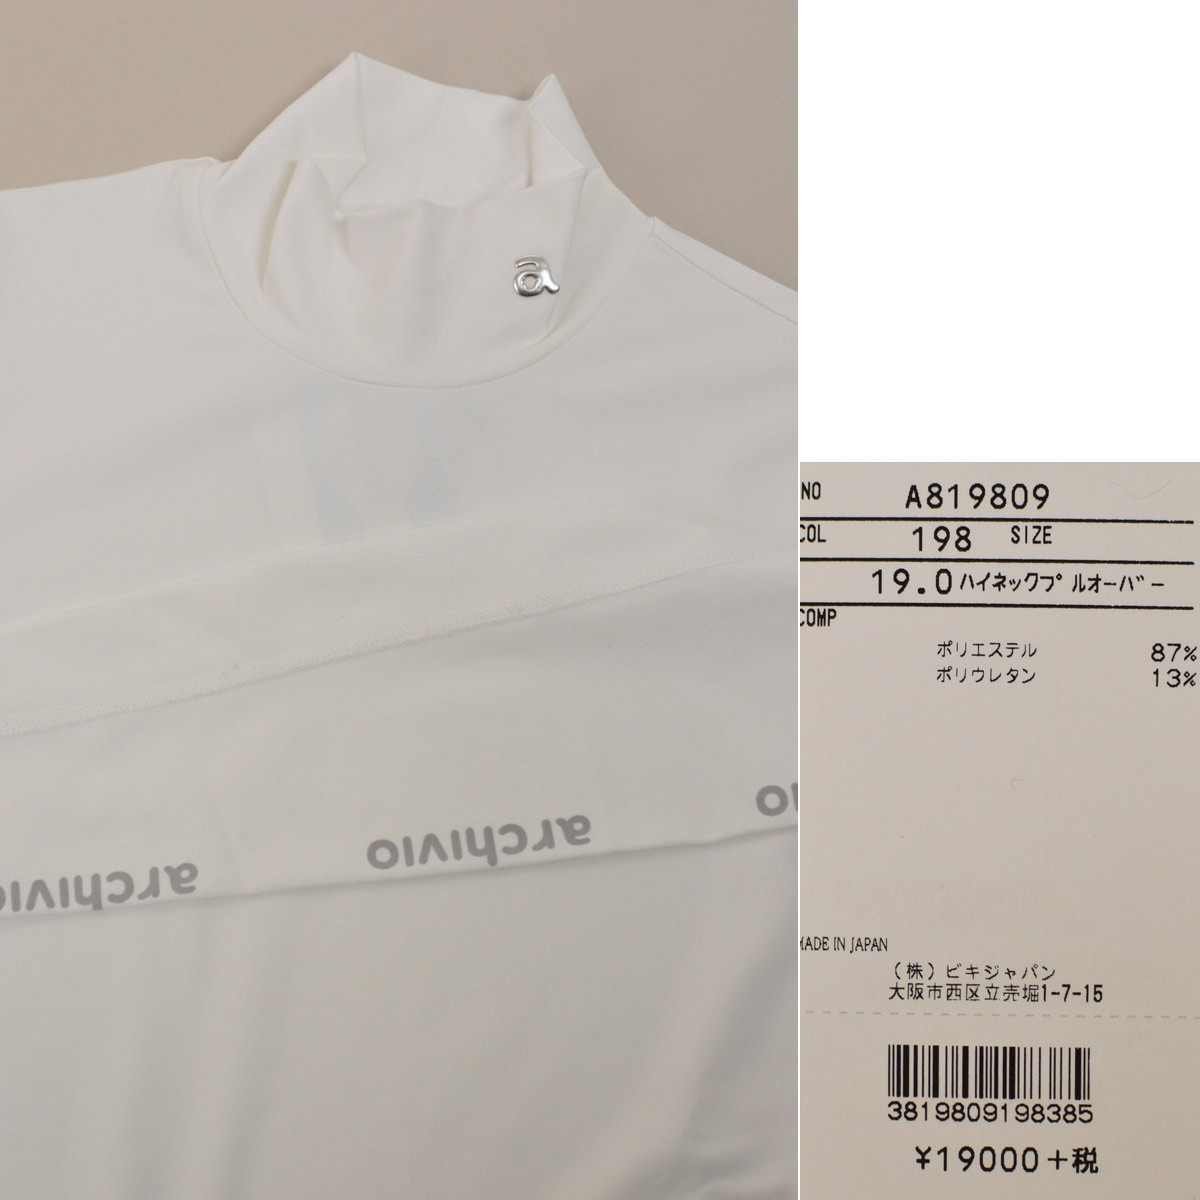 a
archivio
archivio
NO A819809
COL 198 SIZE
19.0 ハイネックプルオーバー
COMP
ポリエステル 87%
ポリウレタン 13%
MADE IN JAPAN
(株)ビキジャパン
大阪市西区立売堀1-7-15
3819809198385
¥19000+税